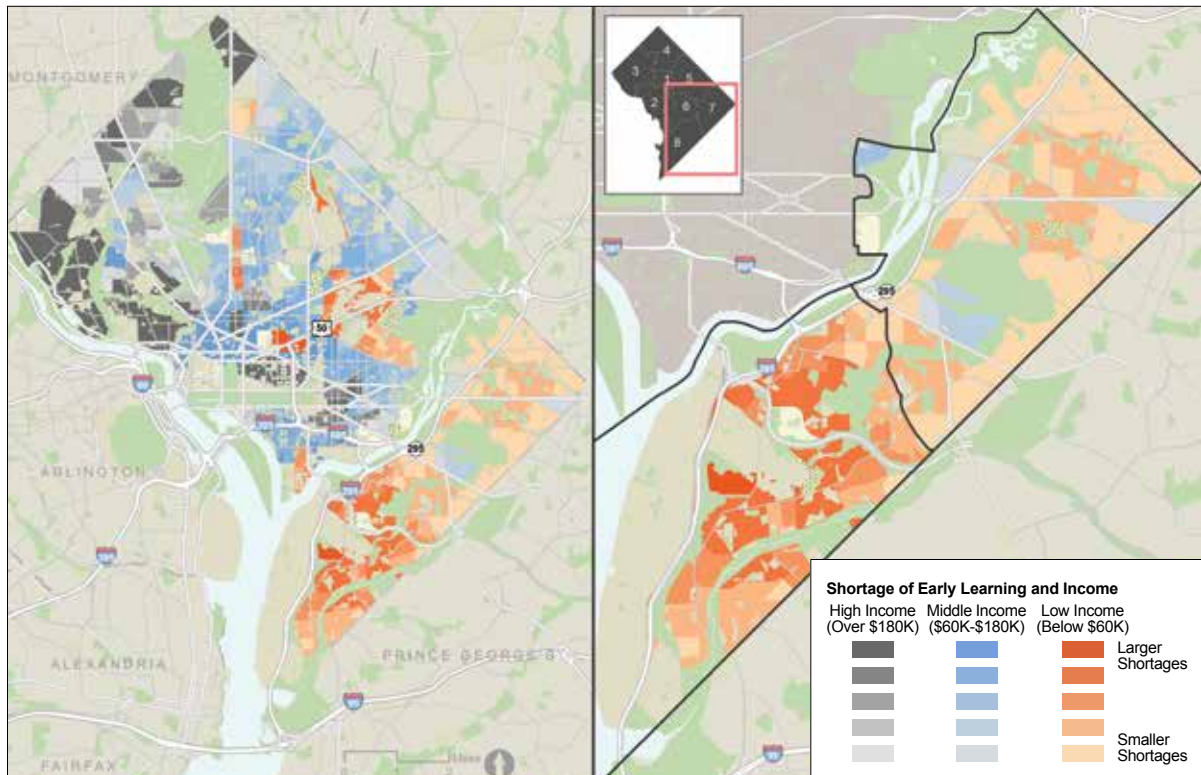 MONTGOMERY
50
295
ARLINGTON
ALEXANDRIA
PRINCE GEORGE'S
FAIRFAX
95
4
3
1
5
2
6
7
8
295
Shortage of Early Learning and Income
High Income Middle Income Low Income
(Over $180K) ($60K-$180K) (Below $60K)
Larger
Shortages
Smaller
Shortages